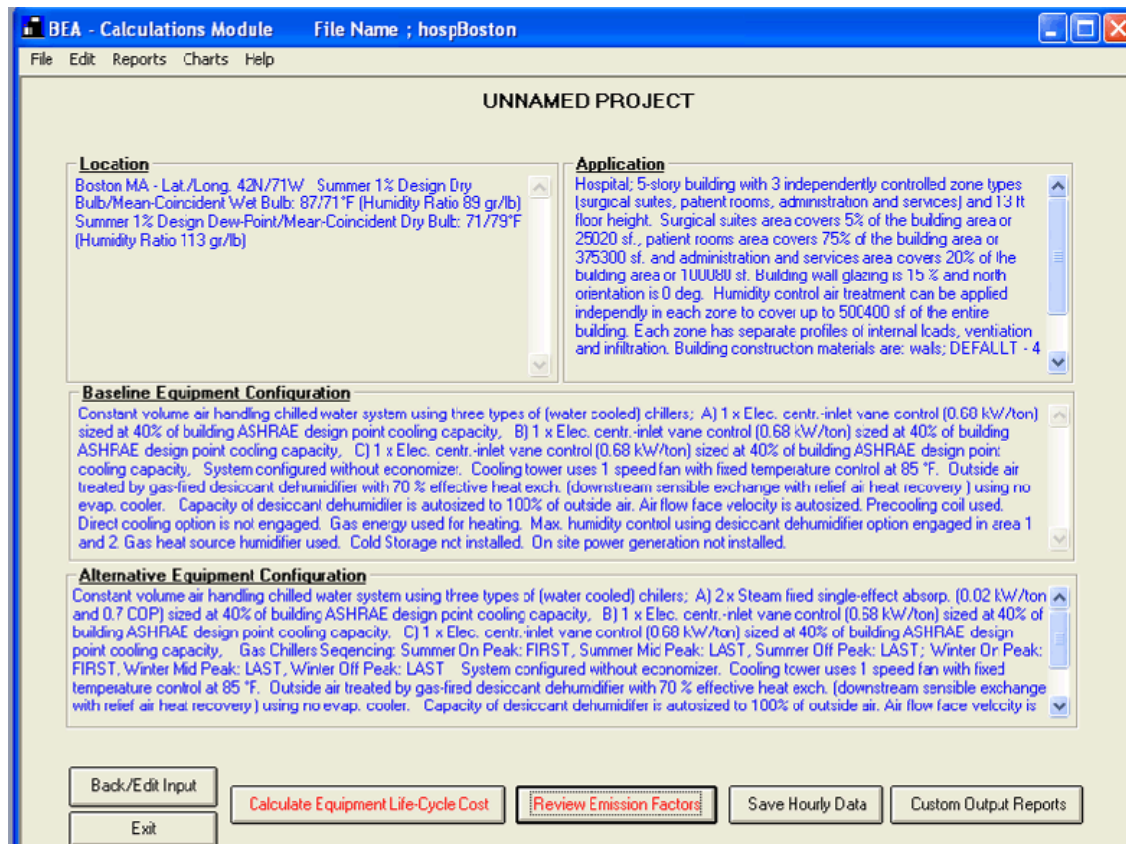 BEA - Calculations Module File Name ; hospBoston
File Edit Reports Charts Help
UNNAMED PROJECT
Location
Boston MA - Lat./Long. 42N/71W Summer 1% Design Dry
Bulb/Mean-Coincident Wet Bulb: 87/71°F (Humidity Ratio 89 gr/lb)
Summer 1% Design Dew-Point/Mean-Coincident Dry Bulb: 71/79°F
(Humidity Ratio 113 gr/lb)
Application
Hospital; 5-story building with 3 independently controlled zone types
(surgical suites, patient rooms, administration and services) and 13 ft
floor height. Surgical suites area covers 5% of the building area or
25020 sf., patient rooms area covers 75% of the building area or
375300 sf. and administration and services area covers 20% of the
building area or 100080 sf. Building wall glazing is 15 % and north
orientation is 0 deg. Humidity control air treatment can be applied
independly in each zone to cover up to 500400 sf of the entire
building. Each zone has separate profiles of internal loads, ventilation
and infiltration. Building construction materials are: walls; DEFAULT - 4
Baseline Equipment Configuration
Constant volume air handling chilled water system using three types of (water cooled) chillers; A) 1 x Elec. centr.-inlet vane control (0.68 kW/ton)
sized at 40% of building ASHRAE design point cooling capacity, B) 1 x Elec. centr.-inlet vane control (0.68 kW/ton) sized at 40% of building
ASHRAE design point cooling capacity, C) 1 x Elec. centr.-inlet vane control (0.68 kW/ton) sized at 40% of building ASHRAE design point
cooling capacity, System configured without economizer. Cooling tower uses 1 speed fan with fixed temperature control at 85 °F. Outside air
treated by gas-fired desiccant dehumidifier with 70 % effective heat exch. (downstream sensible exchange with relief air heat recovery ) using no
evap. cooler. Capacity of desiccant dehumidifer is autosized to 100% of outside air. Air flow face velocity is autosized. Precooling coil used.
Direct cooling option is not engaged. Gas energy used for heating. Max. humidity control using desiccant dehumidifier option engaged in area 1
and 2. Gas heat source humidifier used. Cold Storage not installed. On site power generation not installed.
Alternative Equipment Configuration
Constant volume air handling chilled water system using three types of (water cooled) chillers; A) 2 x Steam fired single-effect absorp. (0.02 kW/ton
and 0.7 COP) sized at 40% of building ASHRAE design point cooling capacity, B) 1 x Elec. centr.-inlet vane control (0.68 kW/ton) sized at 40% of
building ASHRAE design point cooling capacity, C) 1 x Elec. centr.-inlet vane control (0.68 kW/ton) sized at 40% of building ASHRAE design
point cooling capacity, Gas Chillers Seqencing: Summer On Peak: FIRST, Summer Mid Peak: LAST, Summer Off Peak: LAST; Winter On Peak:
FIRST, Winter Mid Peak: LAST, Winter Off Peak: LAST System configured without economizer. Cooling tower uses 1 speed fan with fixed
temperature control at 85 °F. Outside air treated by gas-fired desiccant dehumidifier with 70 % effective heat exch. (downstream sensible exchange
with relief air heat recovery ) using no evap. cooler. Capacity of desiccant dehumidifer is autosized to 100% of outside air. Air flow face velocity is
Back/Edit Input
Calculate Equipment Life-Cycle Cost
Review Emission Factors
Save Hourly Data
Custom Output Reports
Exit